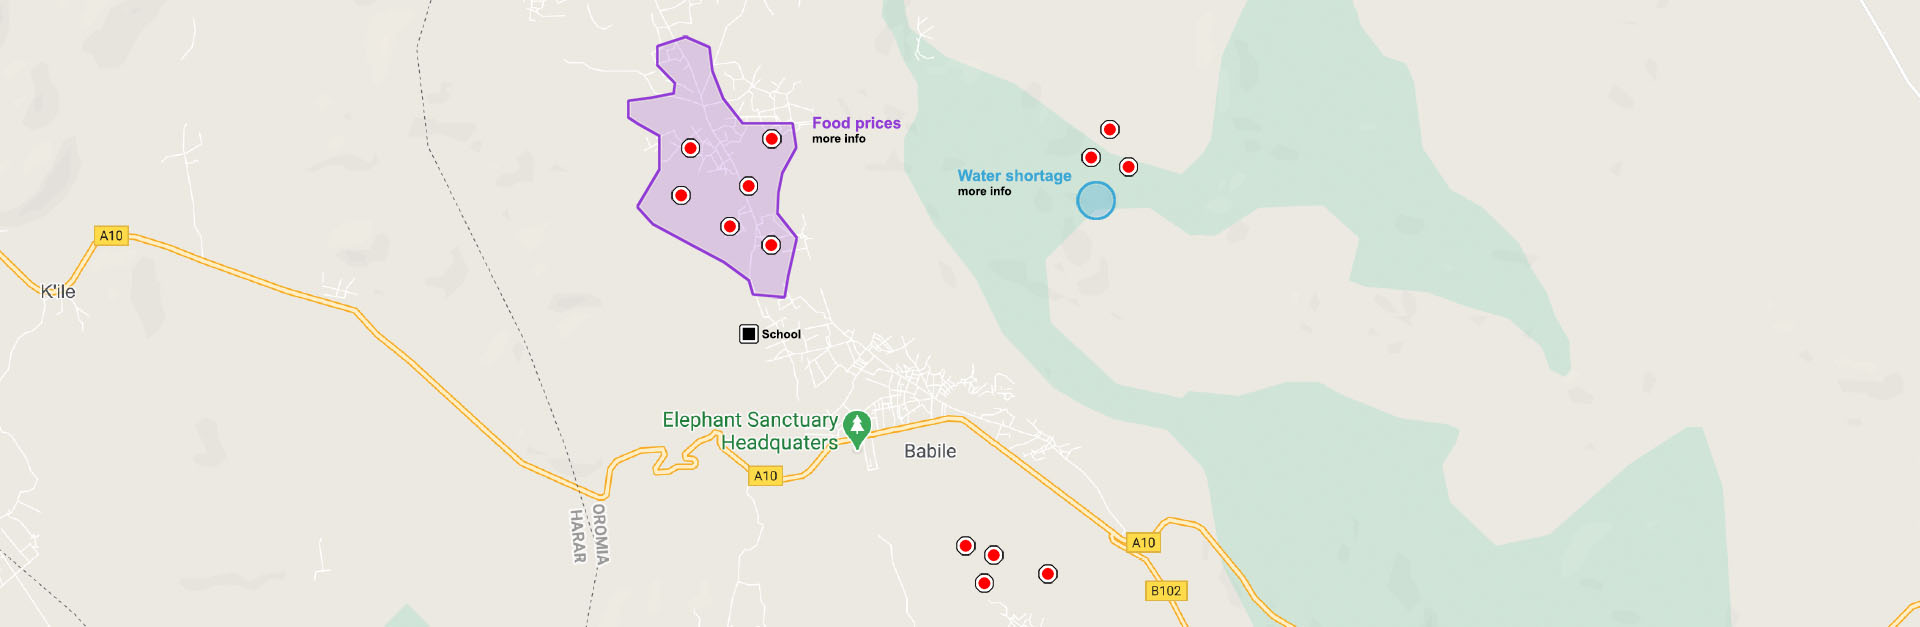 Food prices
more info
Water shortage
more info
A10
K'ile
School
Elephant Sanctuary
Headquaters
Babile
A10
OROMIA
HARAR
A10
B102